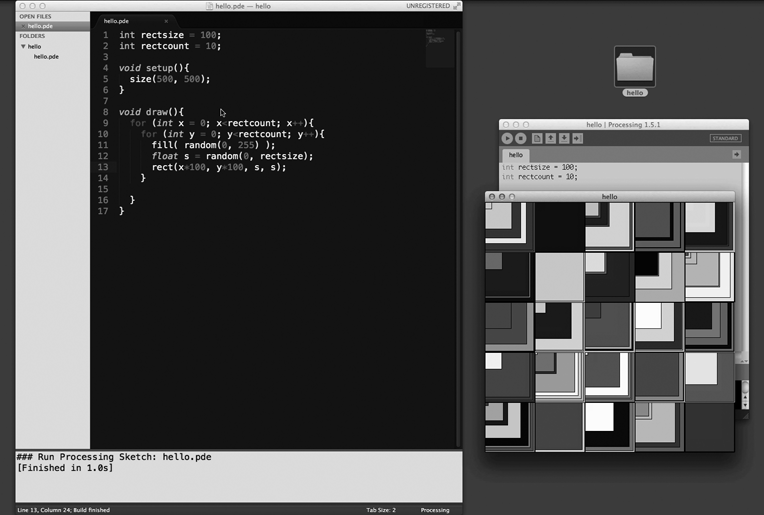 hello.pde — hello
UNREGISTERED
OPEN FILES
hello.pde
FOLDERS
hello
hello.pde
hello.pde
1 int rectsize = 100;
2 int rectcount = 10;
3
4 void setup(){
5 size(500, 500);
6 }
7
8 void draw(){
9 for (int x = 0; x<rectcount; x++){
10 for (int y = 0; y<rectcount; y++){
11 fill( random(0, 255) );
12 float s = random(0, rectsize);
13 rect(x*100, y*100, s, s);
14 }
15
16 }
17 }
### Run Processing Sketch: hello.pde
[Finished in 1.0s]
Line 13, Column 24; Build finished
Tab Size: 2
Processing
hello
hello | Processing 1.5.1
STANDARD
hello
int rectsize = 100;
int rectcount = 10;
hello